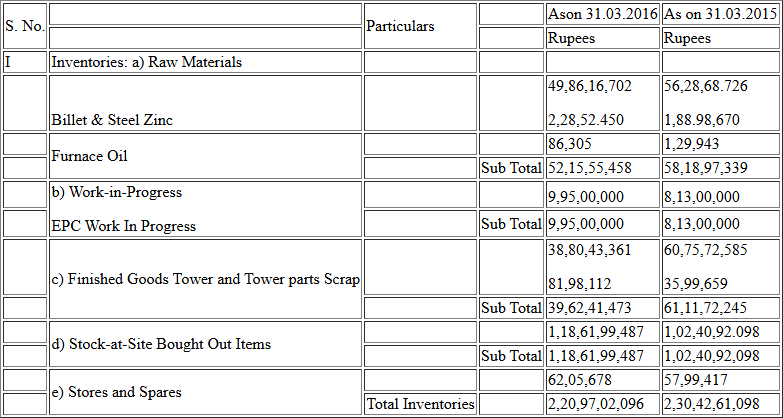 S. No. Particulars Ason 31.03.2016 As on 31.03.2015
Rupees Rupees
I Inventories: a) Raw Materials
49,86,16,702 56,28,68.726
Billet & Steel Zinc 2,28,52.450 1,88.98,670
Furnace Oil 86,305 1,29,943
Sub Total 52,15,55,458 58,18,97,339
b) Work-in-Progress 9,95,00,000 8,13,00,000
EPC Work In Progress Sub Total 9,95,00,000 8,13,00,000
38,80,43,361 60,75,72,585
c) Finished Goods Tower and Tower parts Scrap 81,98,112 35,99,659
Sub Total 39,62,41,473 61,11,72,245
d) Stock-at-Site Bought Out Items 1,18,61,99,487 1,02,40,92.098
Sub Total 1,18,61,99,487 1,02,40,92,098
e) Stores and Spares 62,05,678 57,99,417
Total Inventories 2,20,97,02,096 2,30,42,61,098